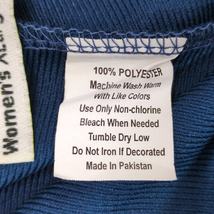 Women's XLarg
100% POLYESTER
Machine Wash Warm
With Like Colors
Use Only Non-chlorine
Bleach When Needed
Tumble Dry Low
Do Not Iron If Decorated
Made In Pakistan